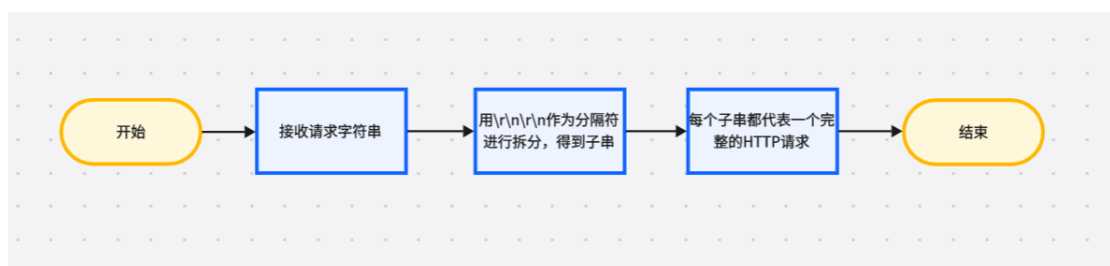 开始
接收请求字符串
用\r\n\r\n作为分隔符
进行拆分，得到子串
每个子串都代表一个完
整的HTTP请求
结束